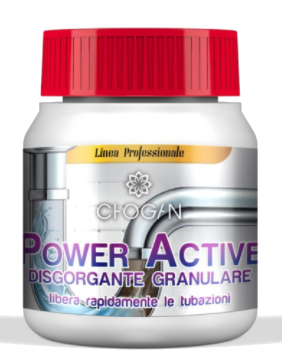 Linea Professionale
CHOGAN
POWER ACTIVE
DISGORGANTE GRANULARE
libera rapidamente le tubazioni